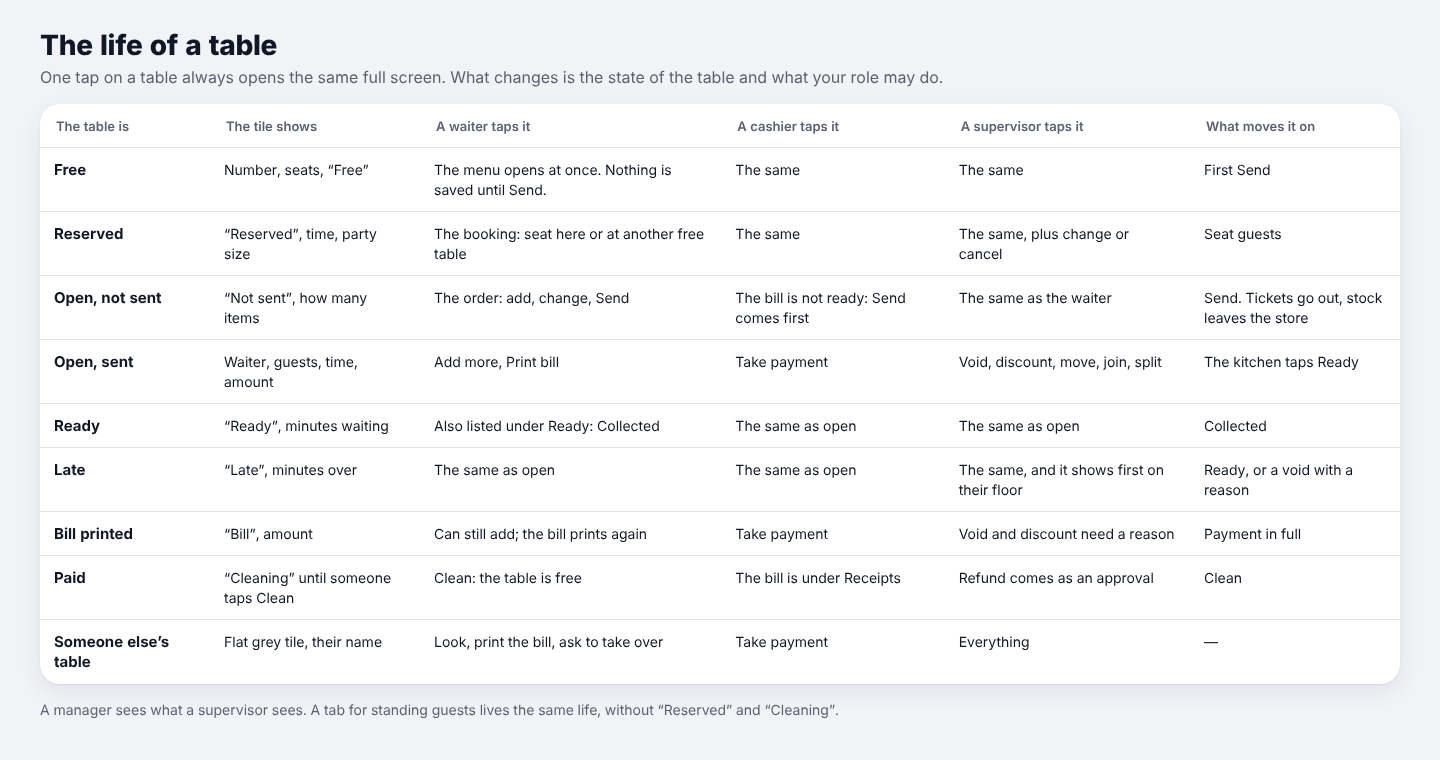 The life of a table
One tap on a table always opens the same full screen. What changes is the state of the table and what your role may do.
The table is
The tile shows
A waiter taps it
A cashier taps it
A supervisor taps it
What moves it on
Free
Number, seats, “Free”
The menu opens at once. Nothing is
saved until Send.
The same
The same
First Send
Reserved
“Reserved”, time, party
size
The booking: seat here or at another free
table
The same
The same, plus change or
cancel
Seat guests
Open, not sent
“Not sent”, how many
items
The order: add, change, Send
The bill is not ready: Send
comes first
The same as the waiter
Send. Tickets go out, stock
leaves the store
Open, sent
Waiter, guests, time,
amount
Add more, Print bill
Take payment
Void, discount, move, join, split
The kitchen taps Ready
Ready
“Ready”, minutes waiting
Also listed under Ready: Collected
The same as open
The same as open
Collected
Late
“Late”, minutes over
The same as open
The same as open
The same, and it shows first on
their floor
Ready, or a void with a
reason
Bill printed
“Bill”, amount
Can still add; the bill prints again
Take payment
Void and discount need a reason
Payment in full
Paid
“Cleaning” until someone
taps Clean
Clean: the table is free
The bill is under Receipts
Refund comes as an approval
Clean
Someone else’s
table
Flat grey tile, their name
Look, print the bill, ask to take over
Take payment
Everything
—
A manager sees what a supervisor sees. A tab for standing guests lives the same life, without “Reserved” and “Cleaning”.